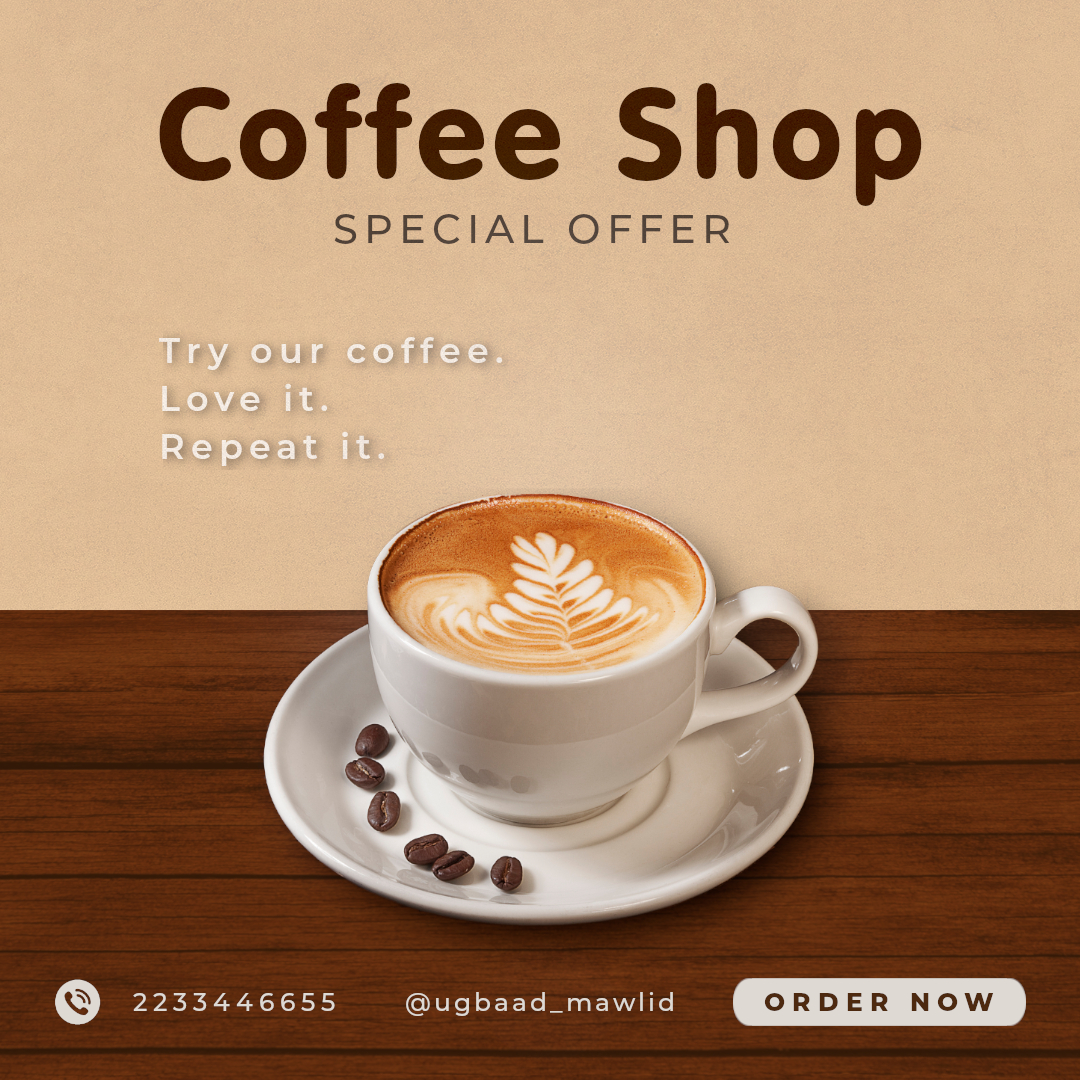 Coffee Shop
SPECIAL OFFER
Try our coffee.
Love it.
Repeat it.
2233446655
@ugbaad_mawlid
ORDER NOW